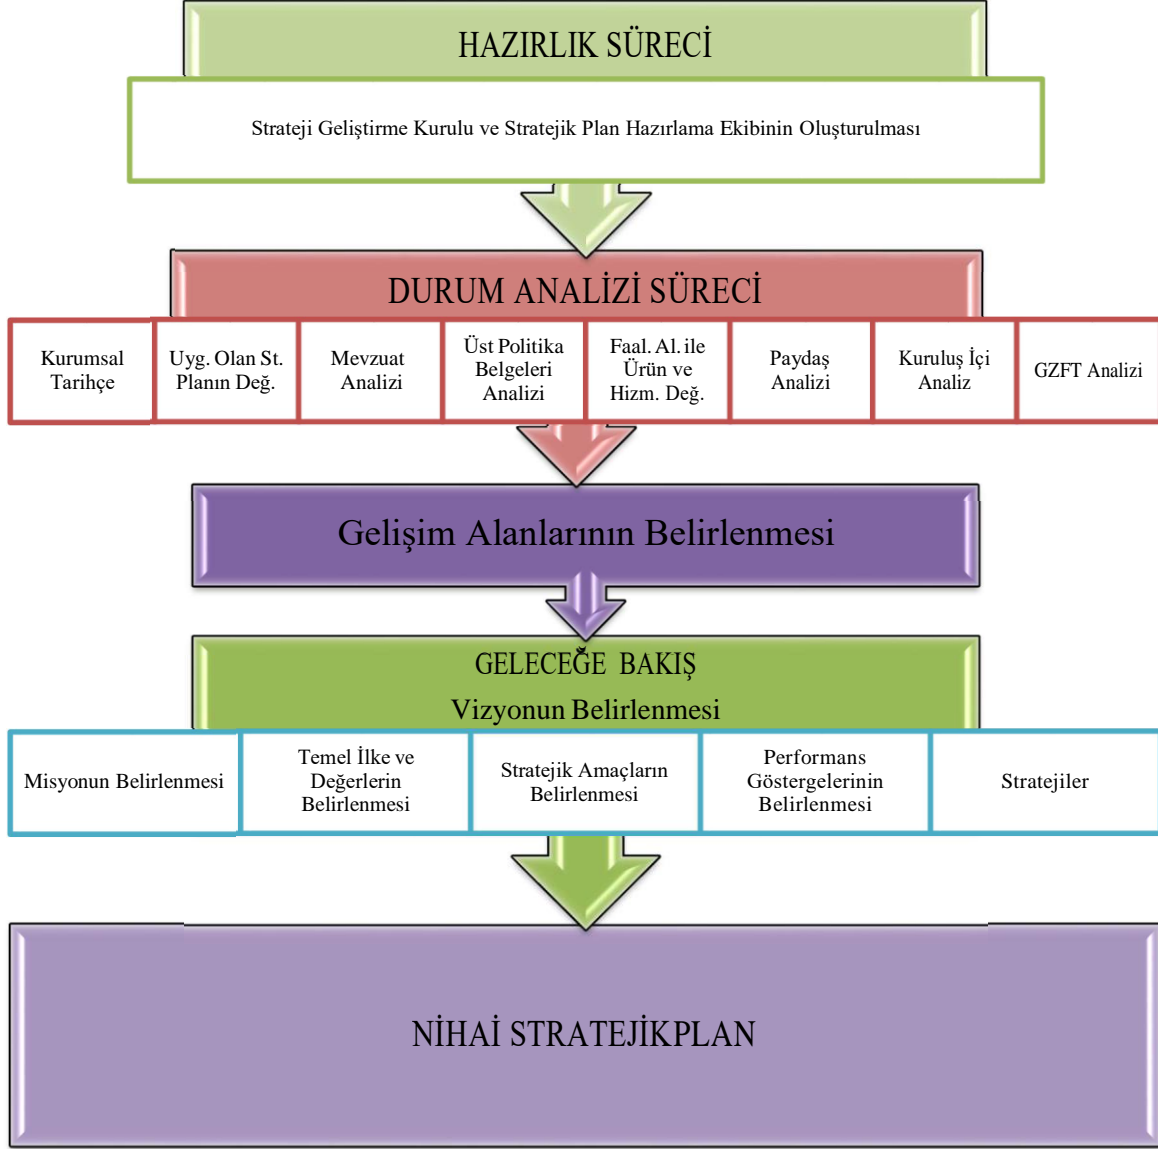 HAZIRLIK SÜRECİ
Strateji Geliştirme Kurulu ve Stratejik Plan Hazırlama Ekibinin Oluşturulması
DURUM ANALİZİ SÜRECİ
Kurumsal
Tarihçe
Uyg. Olan St.
Planın Değ.
Mevzuat
Analizi
Üst Politika
Belgeleri
Analizi
Faal. Al. ile
Ürün ve
Hizm. Değ.
Paydaş
Analizi
Kuruluş İçi
Analiz
GZFT Analizi
Gelişim Alanlarının Belirlenmesi
GELECEĞE BAKIŞ
Vizyonun Belirlenmesi
Misyonun Belirlenmesi
Temel İlke ve
Değerlerin
Belirlenmesi
Stratejik Amaçların
Belirlenmesi
Performans
Göstergelerinin
Belirlenmesi
Stratejiler
NİHAİ STRATEJİKPLAN